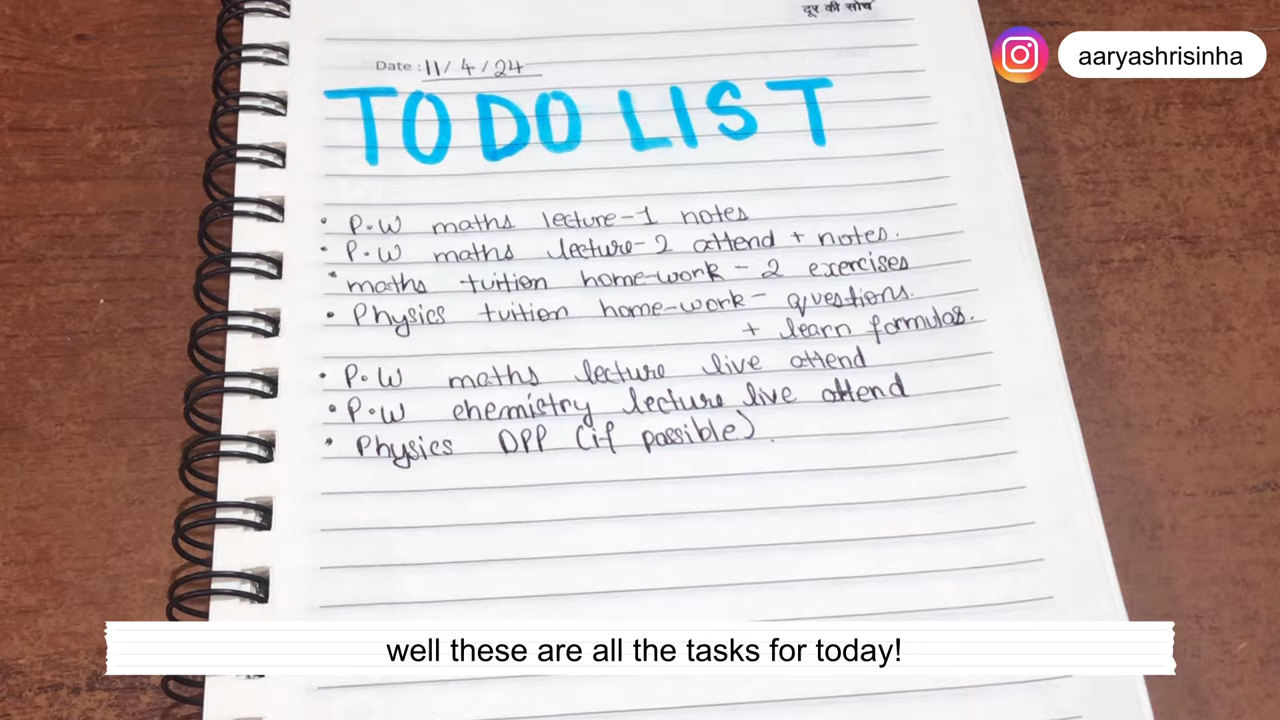 दूर की सोच
aaryashrisinha
Date : 11/4/24
TO DO LIST
• P.W maths lecture-1 notes
• P.W maths lecture-2 attend + notes.
• maths tuition home-work - 2 exercises
• Physics tuition home-work - questions.
+ learn formulas.
• P.W maths lecture live attend
• P.W chemistry lecture live attend
• Physics DPP (if possible).
well these are all the tasks for today!